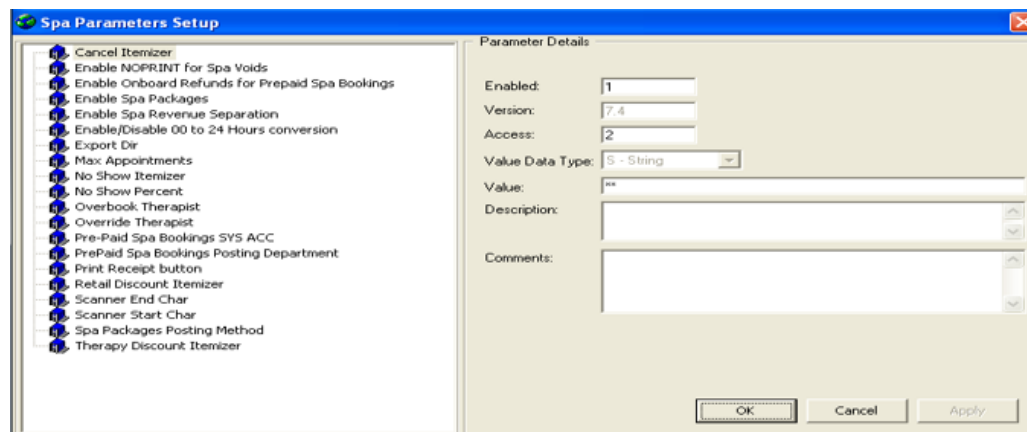 Spa Parameters Setup
Cancel Itemizer
Enable NOPRINT for Spa Voids
Enable Onboard Refunds for Prepaid Spa Bookings
Enable Spa Packages
Enable Spa Revenue Separation
Enable/Disable 00 to 24 Hours conversion
Export Dir
Max Appointments
No Show Itemizer
No Show Percent
Overbook Therapist
Override Therapist
Pre-Paid Spa Bookings SYS ACC
PrePaid Spa Bookings Posting Department
Print Receipt button
Retail Discount Itemizer
Scanner End Char
Scanner Start Char
Spa Packages Posting Method
Therapy Discount Itemizer
Parameter Details
Enabled: 1
Version: 7.4
Access: 2
Value Data Type: S - String
Value: **
Description:
Comments:
OK Cancel Apply